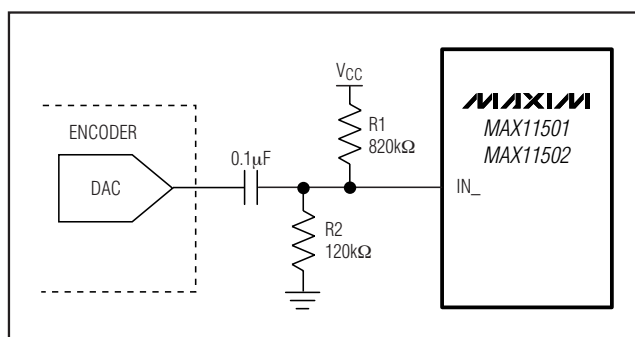 VCC
MAXIM
MAX11501
MAX11502
R1
820kΩ
ENCODER
0.1µF
DAC
IN_
R2
120kΩ